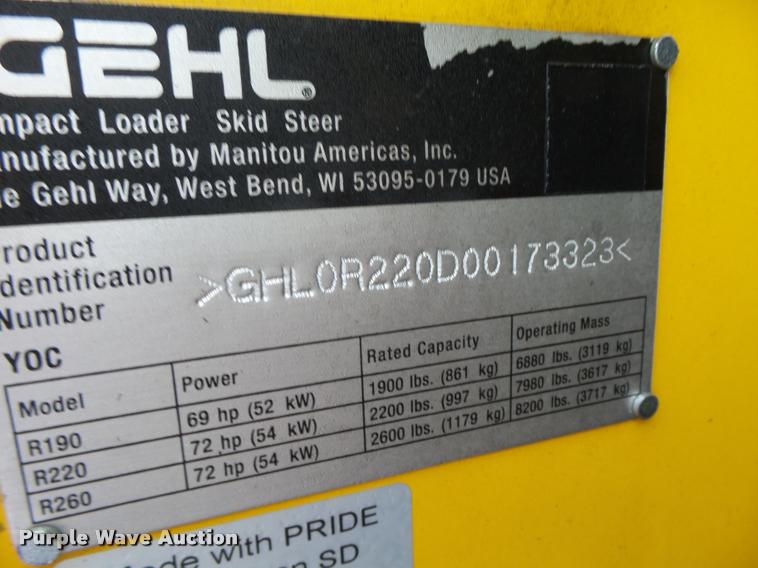 GEHL®
mpact Loader Skid Steer
anufactured by Manitou Americas, Inc.
e Gehl Way, West Bend, WI 53095-0179 USA
Product
dentification
Number
>GHL0R220D00173323<
YOC
Model Power Rated Capacity Operating Mass
R190 69 hp (52 kW) 1900 lbs. (861 kg) 6880 lbs. (3119 kg)
R220 72 hp (54 kW) 2200 lbs. (997 kg) 7980 lbs. (3617 kg)
R260 72 hp (54 kW) 2600 lbs. (1179 kg) 8200 lbs. (3717 kg)
Made with PRIDE
SD
Purple Wave Auction